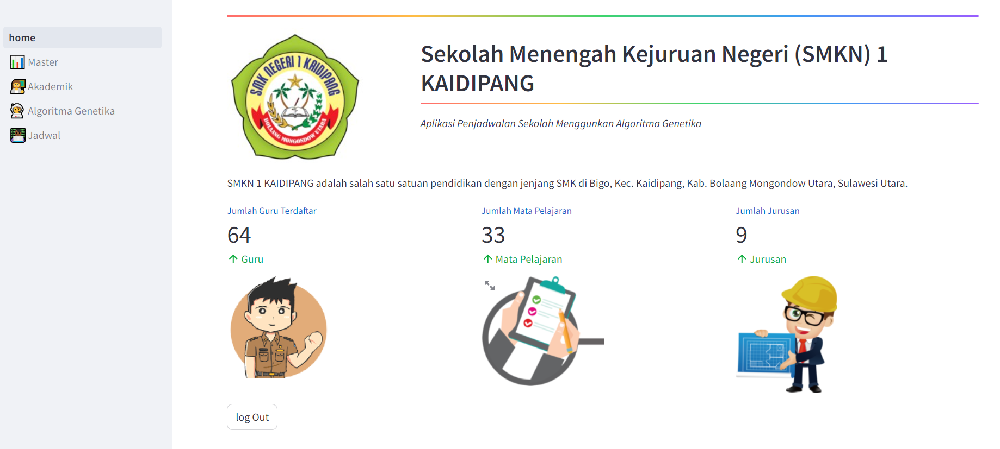 home
Master
Akademik
Algoritma Genetika
Jadwal
SMK NEGERI 1 KAIDIPANG
BOLAANG MONGONDOW UTARA
Sekolah Menengah Kejuruan Negeri (SMKN) 1
KAIDIPANG
Aplikasi Penjadwalan Sekolah Menggunkan Algoritma Genetika
SMKN 1 KAIDIPANG adalah salah satu satuan pendidikan dengan jenjang SMK di Bigo, Kec. Kaidipang, Kab. Bolaang Mongondow Utara, Sulawesi Utara.
Jumlah Guru Terdaftar
64
↑ Guru
Jumlah Mata Pelajaran
33
↑ Mata Pelajaran
Jumlah Jurusan
9
↑ Jurusan
log Out